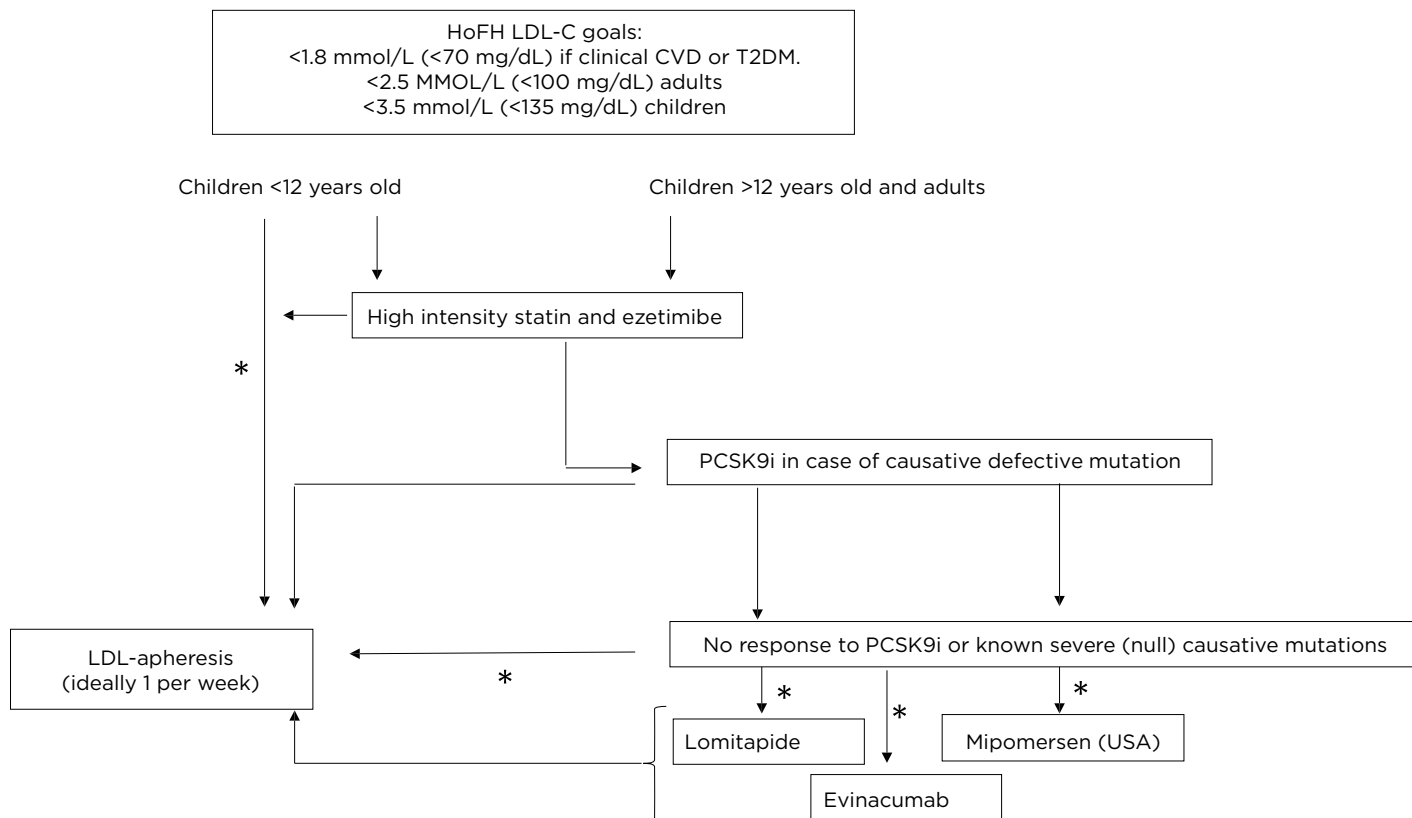 HoFH LDL-C goals:
<1.8 mmol/L (<70 mg/dL) if clinical CVD or T2DM.
<2.5 MMOL/L (<100 mg/dL) adults
<3.5 mmol/L (<135 mg/dL) children
Children <12 years old
Children >12 years old and adults
High intensity statin and ezetimibe
*
PCSK9i in case of causative defective mutation
LDL-apheresis
(ideally 1 per week)
No response to PCSK9i or known severe (null) causative mutations
*
*
*
*
Lomitapide
Mipomersen (USA)
Evinacumab